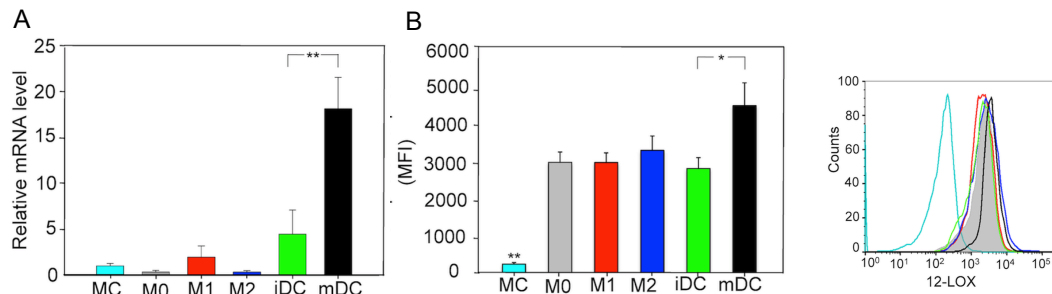 A
Relative mRNA level
25
20
15
10
5
0
**
MC M0 M1 M2 iDC mDC
B
(MFI)
6000
5000
4000
3000
2000
1000
0
**
*
MC M0 M1 M2 iDC mDC
Counts
100
80
60
40
20
0
10⁰ 10¹ 10² 10³ 10⁴ 10⁵
12-LOX